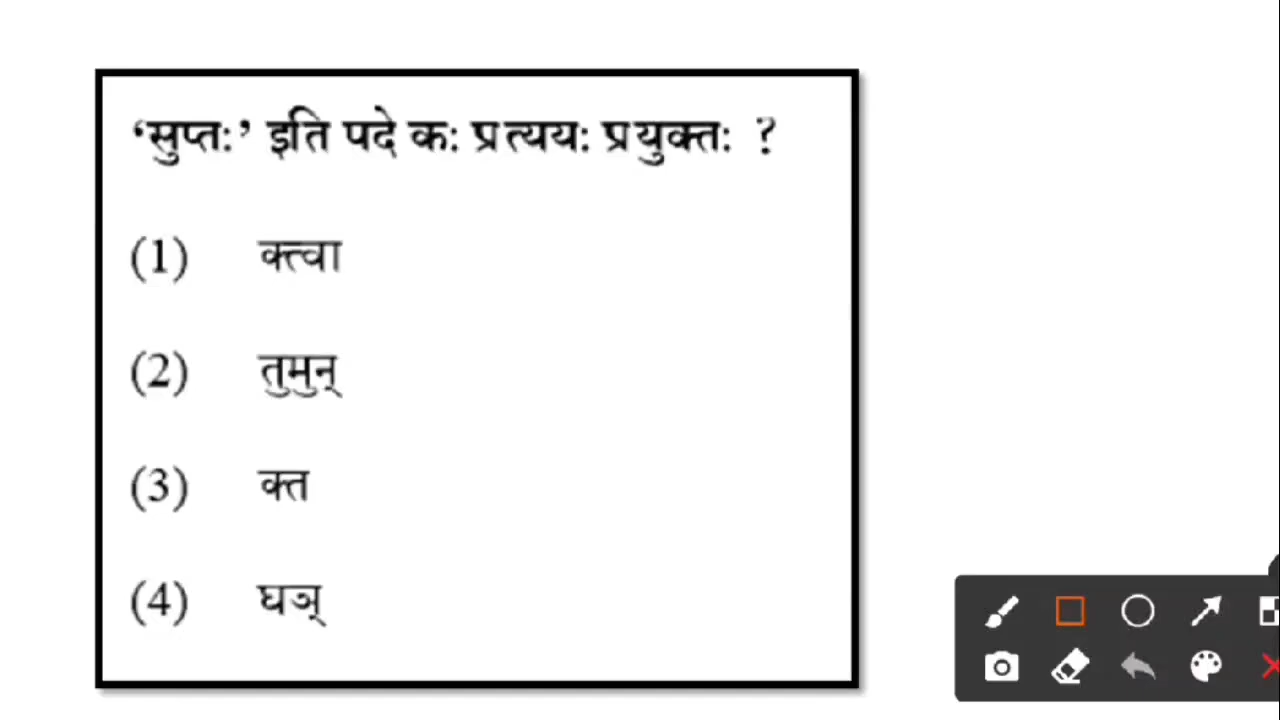 ‘सुप्तः’ इति पदे कः प्रत्ययः प्रयुक्तः ?
(1) क्त्वा
(2) तुमुन्
(3) क्त
(4) घञ्